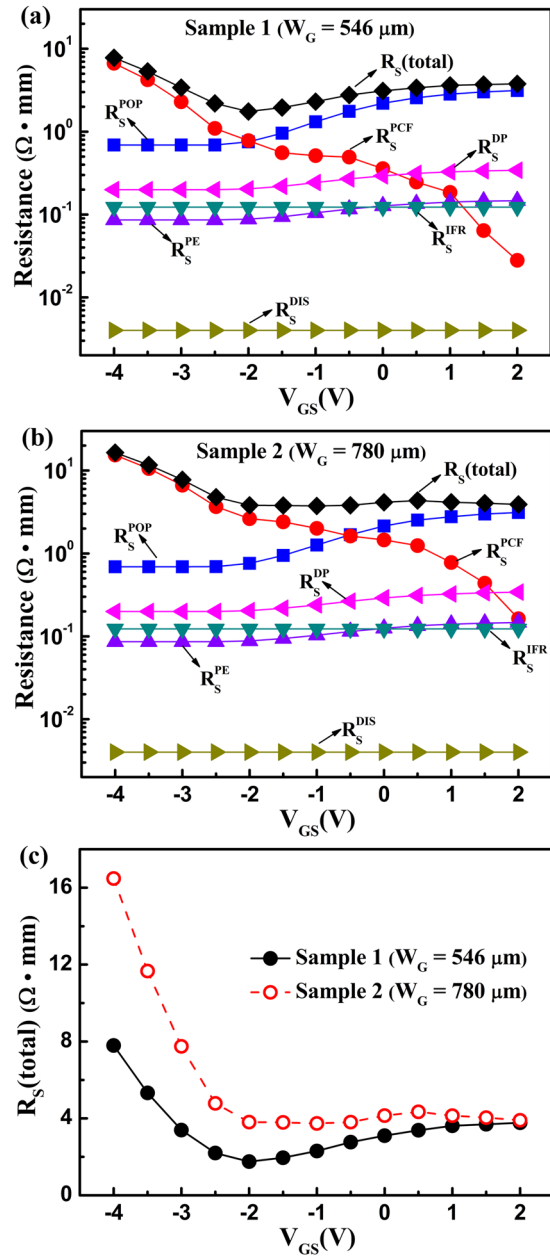 (a)
Sample 1 (W_G = 546 μm)
R_S(total)
R_S^POP
R_S^PCF
R_S^DP
R_S^PE
R_S^IFR
R_S^DIS
Resistance (Ω • mm)
10^1
10^0
10^-1
10^-2
-4 -3 -2 -1 0 1 2
V_GS(V)
(b)
Sample 2 (W_G = 780 μm)
R_S(total)
R_S^POP
R_S^PCF
R_S^DP
R_S^PE
R_S^IFR
R_S^DIS
Resistance (Ω • mm)
10^1
10^0
10^-1
10^-2
-4 -3 -2 -1 0 1 2
V_GS(V)
(c)
16
12
8
4
0
R_S(total) (Ω • mm)
Sample 1 (W_G = 546 μm)
Sample 2 (W_G = 780 μm)
-4 -3 -2 -1 0 1 2
V_GS(V)